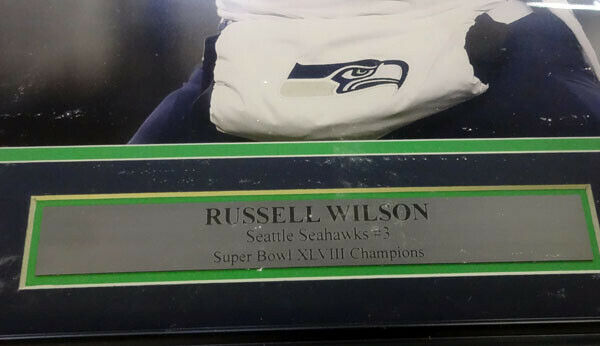 RUSSELL WILSON
Seattle Seahawks #3
Super Bowl XLVIII Champions